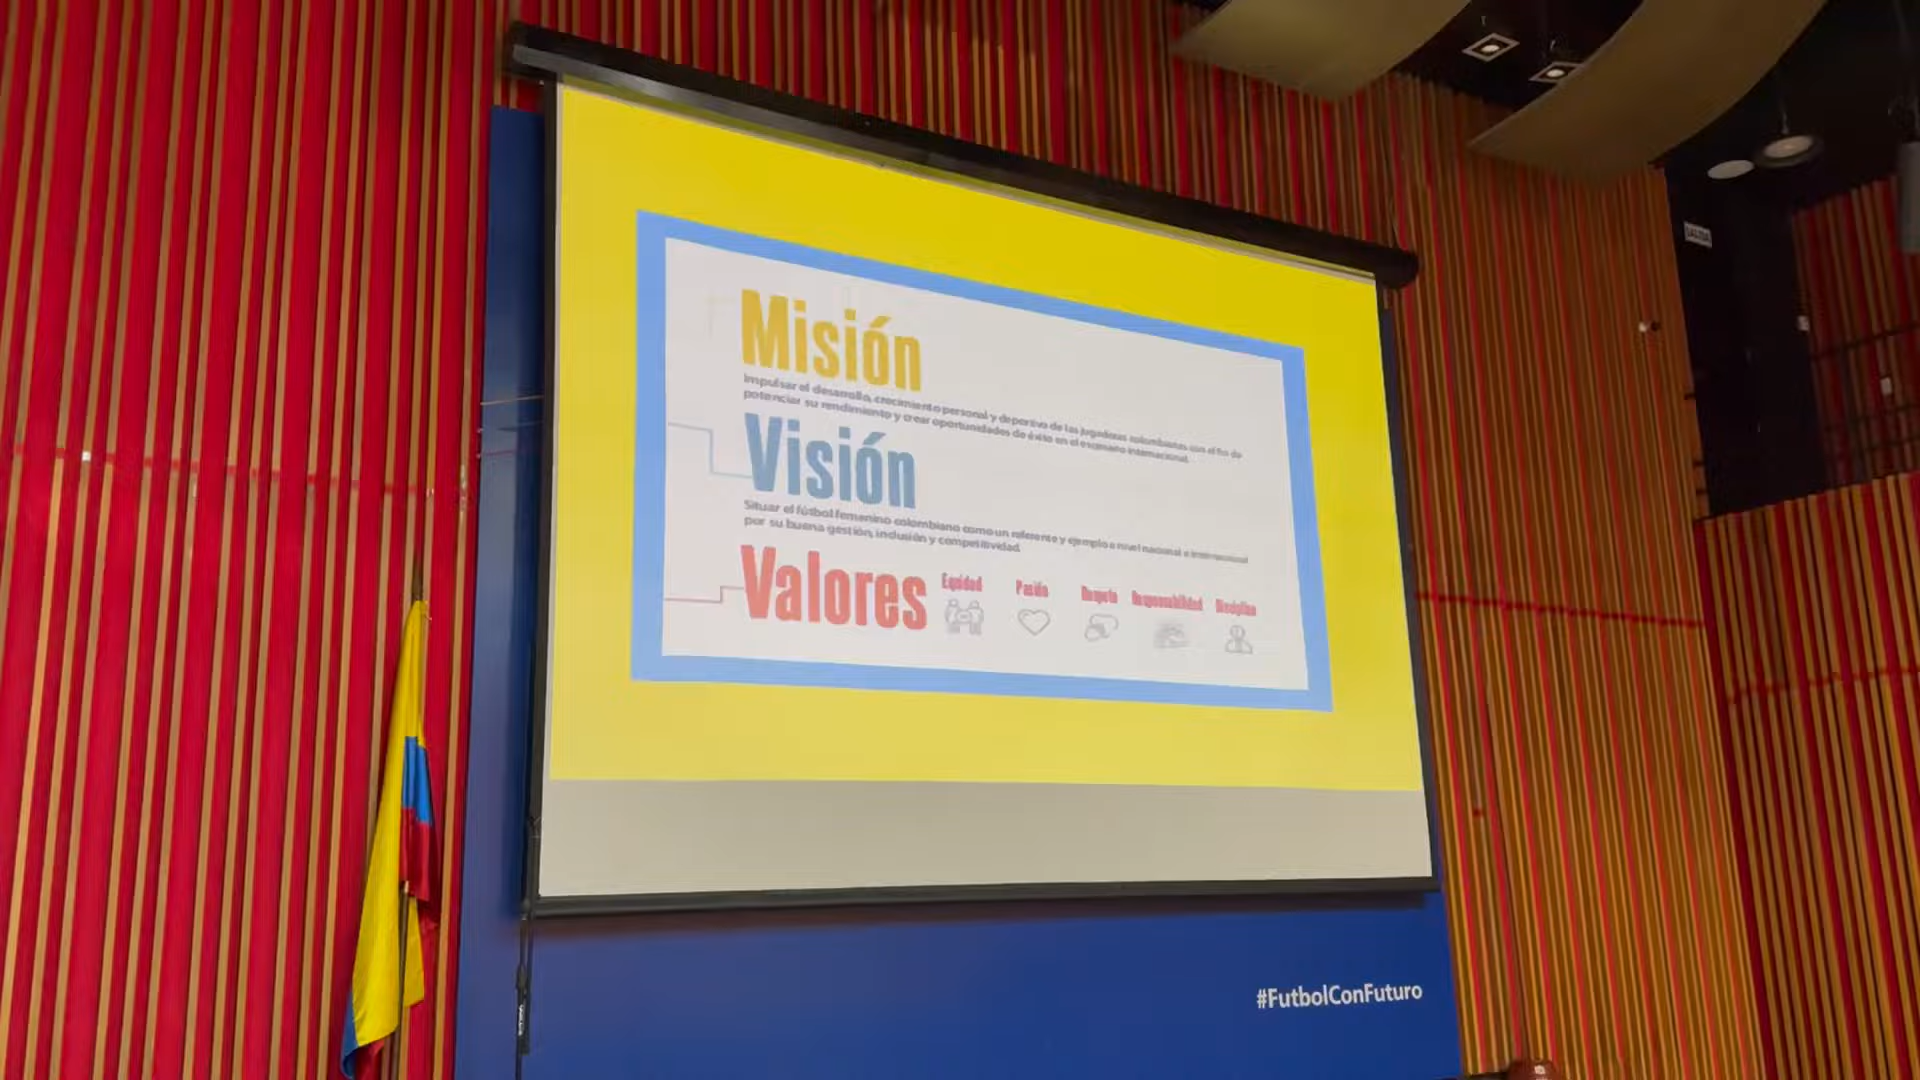 SALIDA
Misión
Impulsar el desarrollo, crecimiento personal y deportivo de las jugadoras colombianas con el fin de
potenciar su rendimiento y crear oportunidades de éxito en el escenario internacional.
Visión
Situar el fútbol femenino colombiano como un referente y ejemplo a nivel nacional e internacional
por su buena gestión, inclusión y competitividad.
Valores
Equidad Pasión Respeto Responsabilidad Disciplina
#FutbolConFuturo